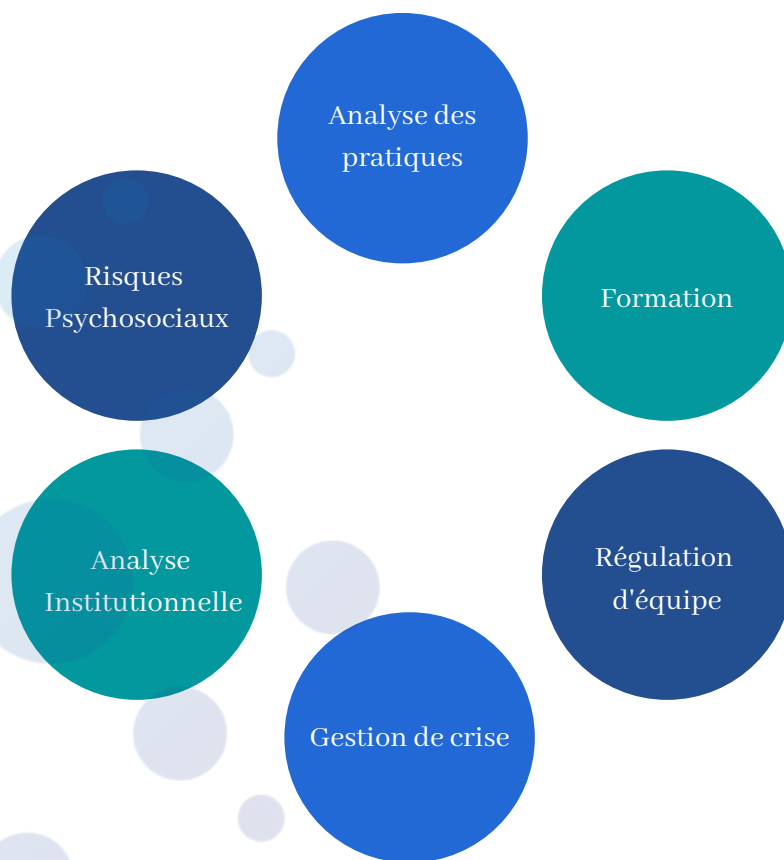 Analyse des
pratiques
Risques
Psychosociaux
Formation
Analyse
Institutionnelle
Régulation
d'équipe
Gestion de crise